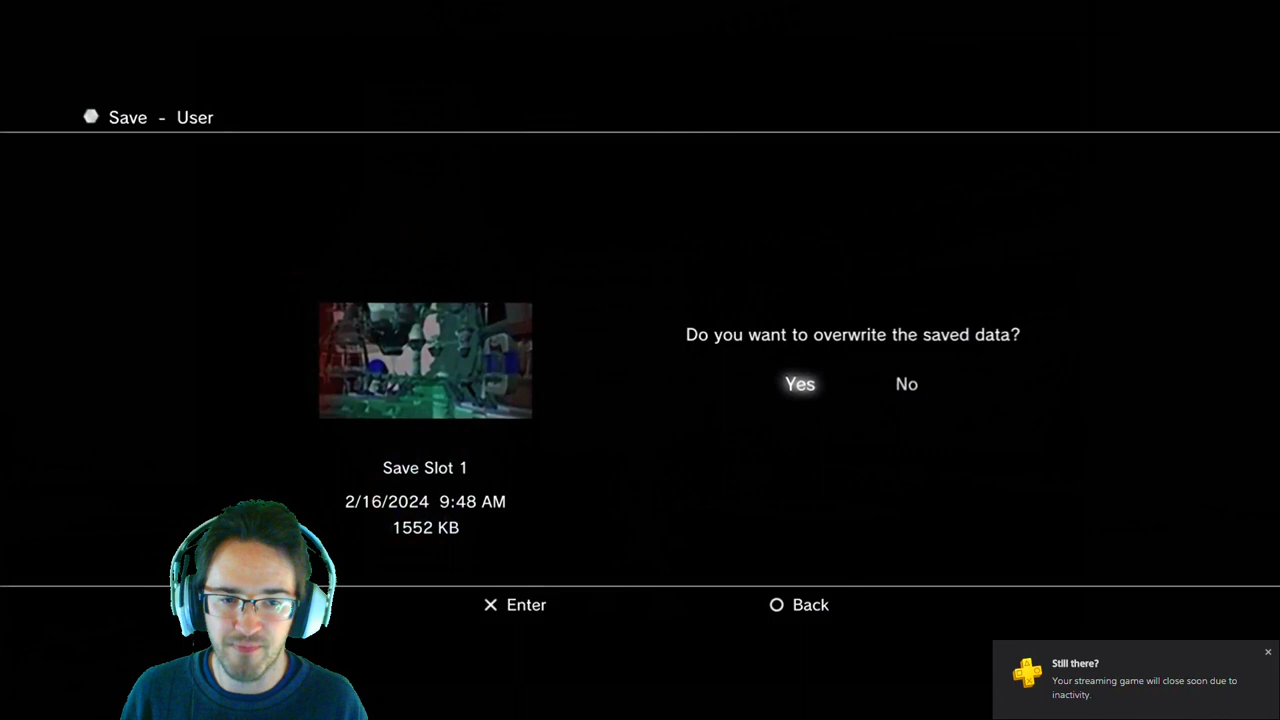 Save - User
Do you want to overwrite the saved data?
Yes No
Save Slot 1
2/16/2024 9:48 AM
1552 KB
Enter Back
Still there?
Your streaming game will close soon due to
inactivity.